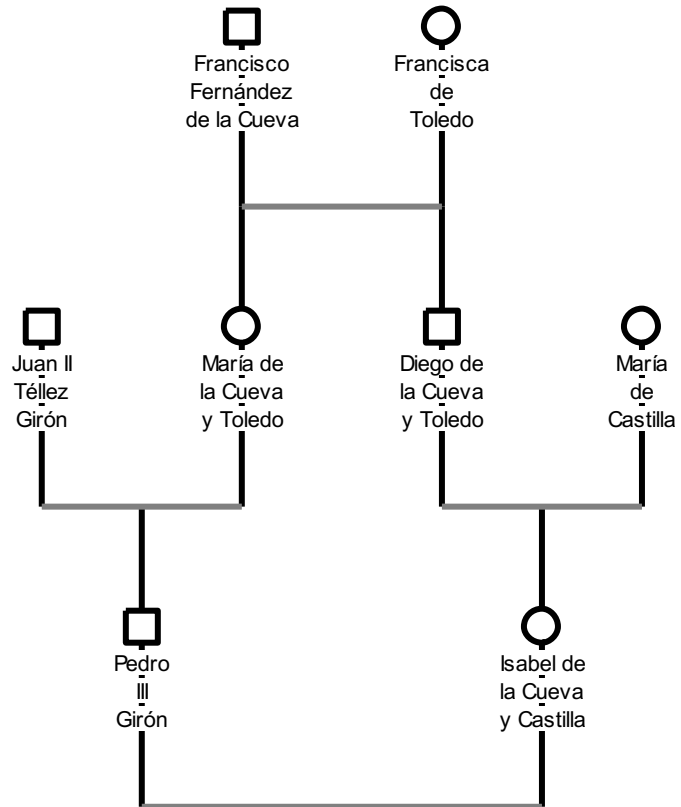 Francisco
Fernández
de la Cueva
Francisca
de
Toledo
Juan II
Téllez
Girón
María de
la Cueva
y Toledo
Diego de
la Cueva
y Toledo
María
de
Castilla
Pedro
III
Girón
Isabel de
la Cueva
y Castilla